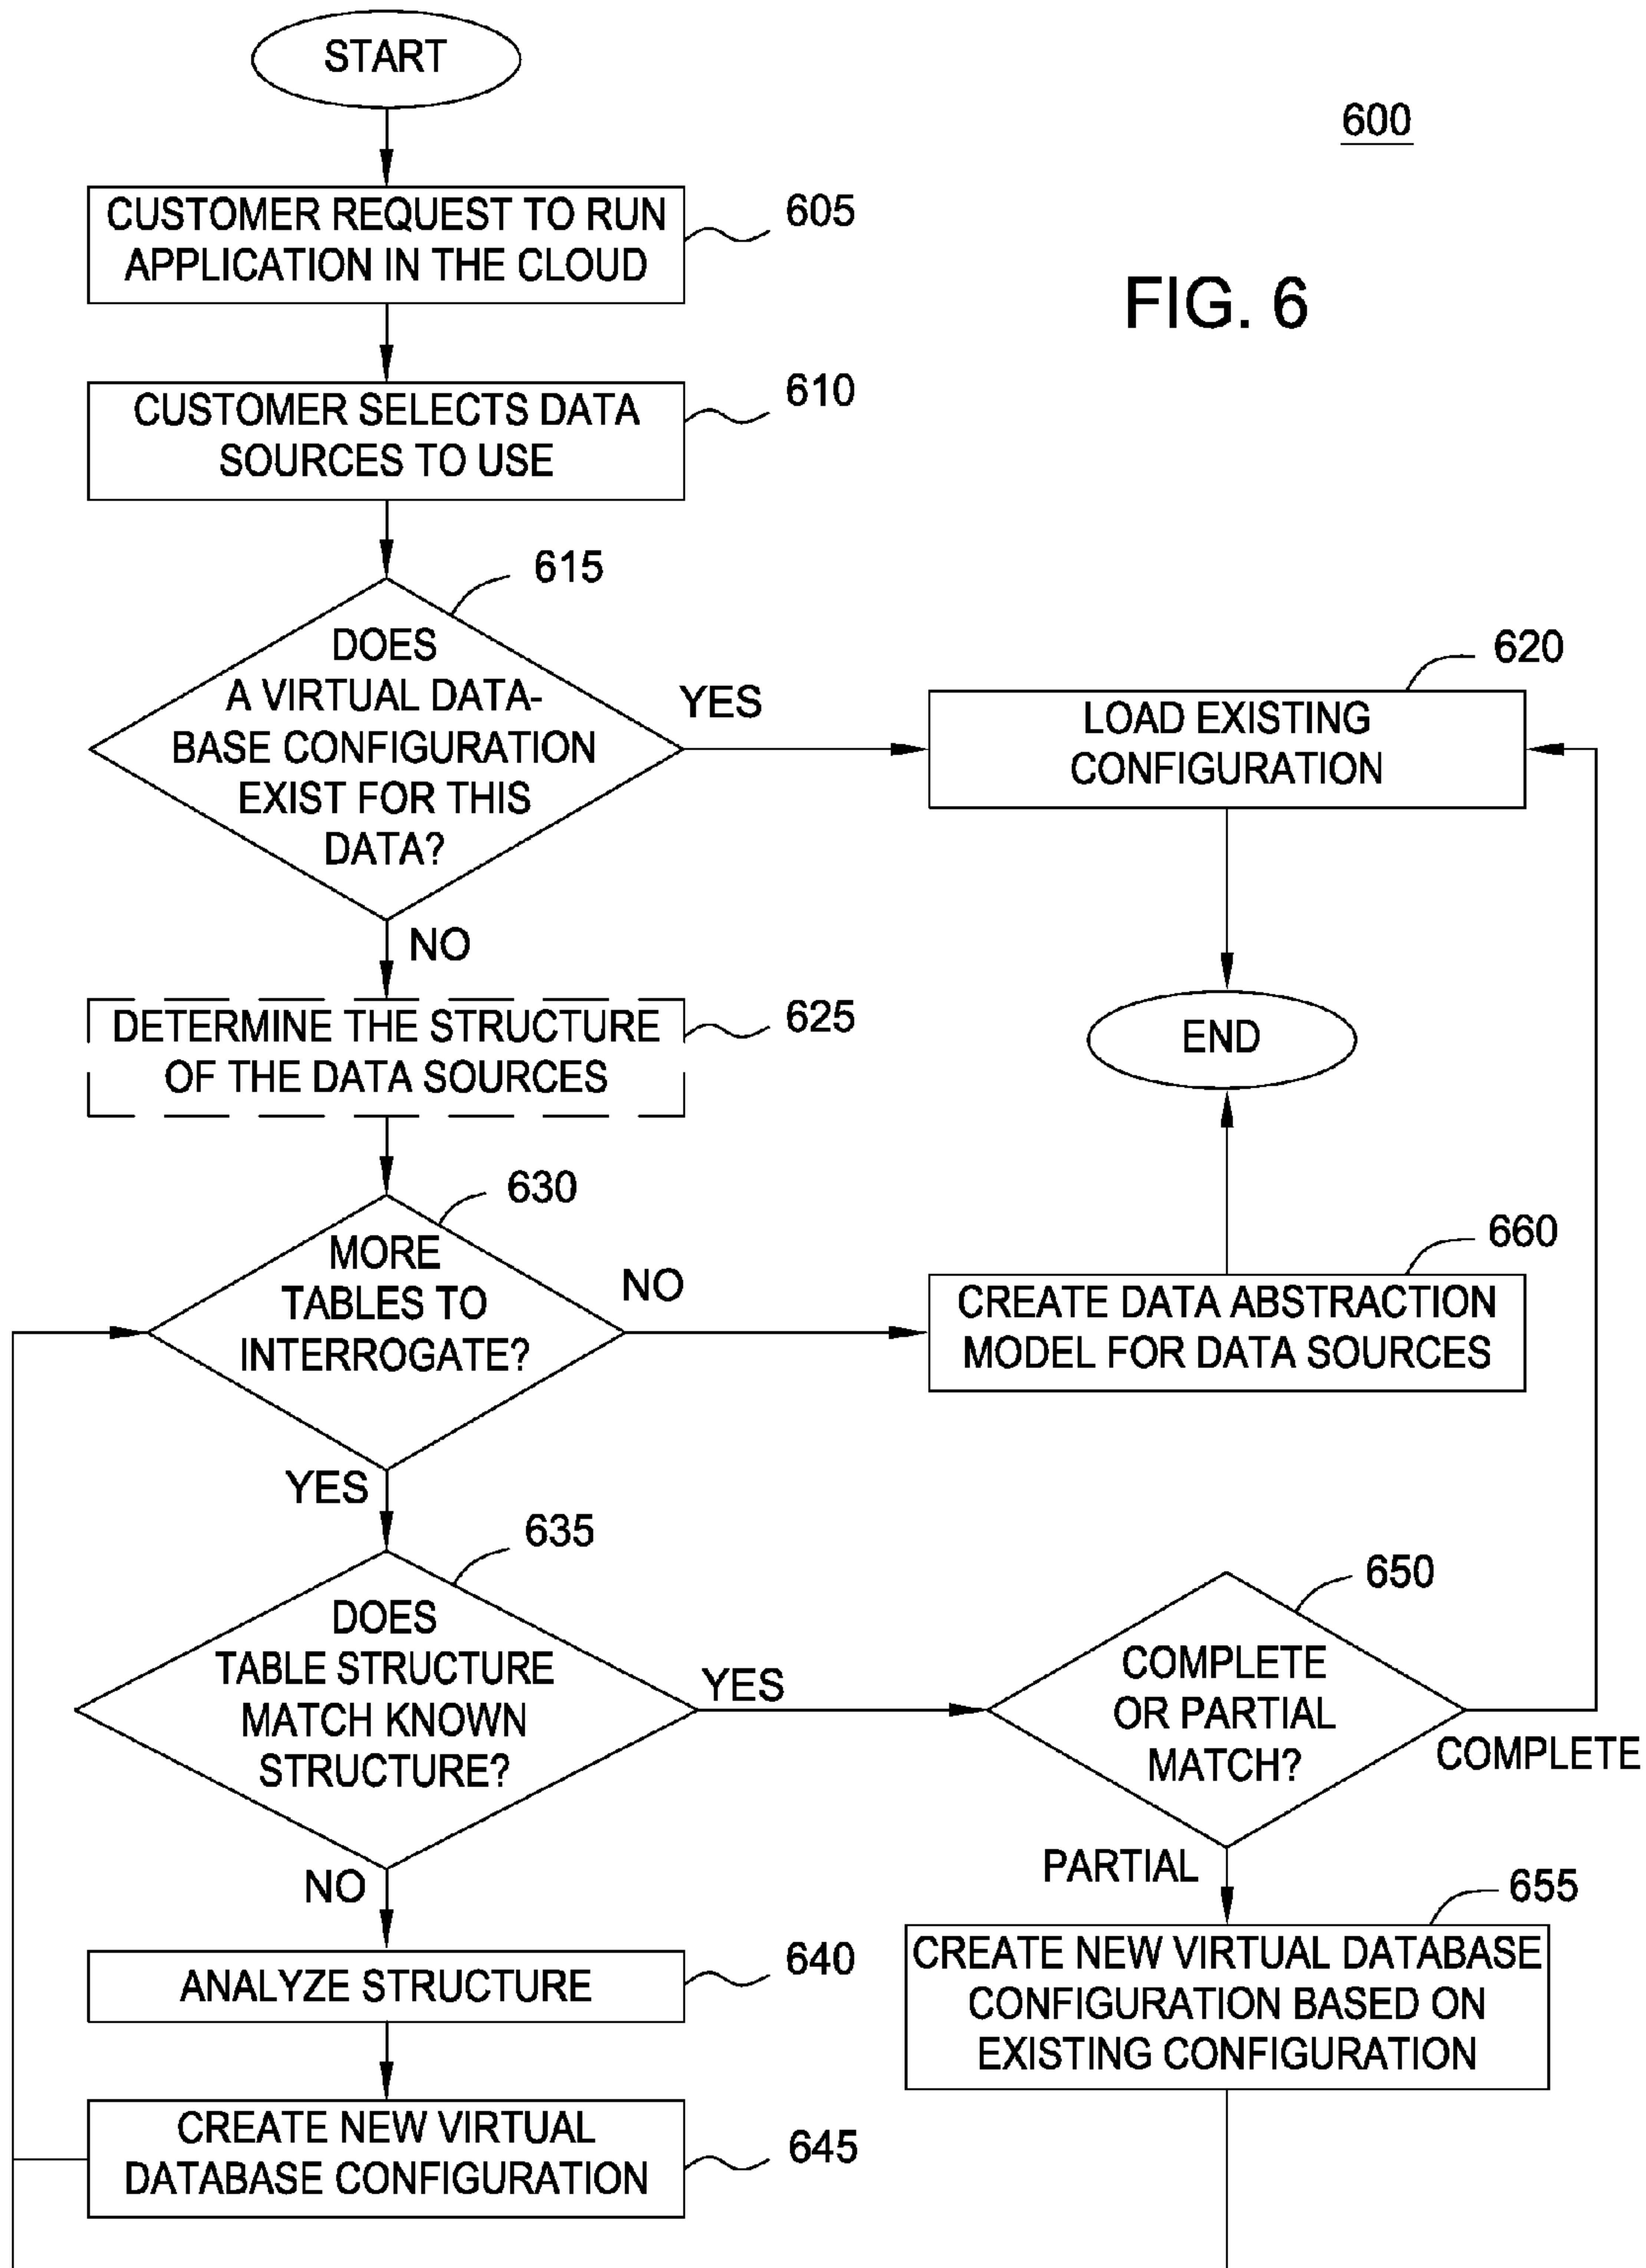 START
600
CUSTOMER REQUEST TO RUN
APPLICATION IN THE CLOUD
605
FIG. 6
CUSTOMER SELECTS DATA
SOURCES TO USE
610
615
DOES
A VIRTUAL DATA-
BASE CONFIGURATION
EXIST FOR THIS
DATA?
YES
NO
620
LOAD EXISTING
CONFIGURATION
DETERMINE THE STRUCTURE
OF THE DATA SOURCES
625
END
630
MORE
TABLES TO
INTERROGATE?
NO
YES
660
CREATE DATA ABSTRACTION
MODEL FOR DATA SOURCES
635
DOES
TABLE STRUCTURE
MATCH KNOWN
STRUCTURE?
YES
NO
650
COMPLETE
OR PARTIAL
MATCH?
COMPLETE
PARTIAL
ANALYZE STRUCTURE
640
655
CREATE NEW VIRTUAL DATABASE
CONFIGURATION BASED ON
EXISTING CONFIGURATION
CREATE NEW VIRTUAL
DATABASE CONFIGURATION
645